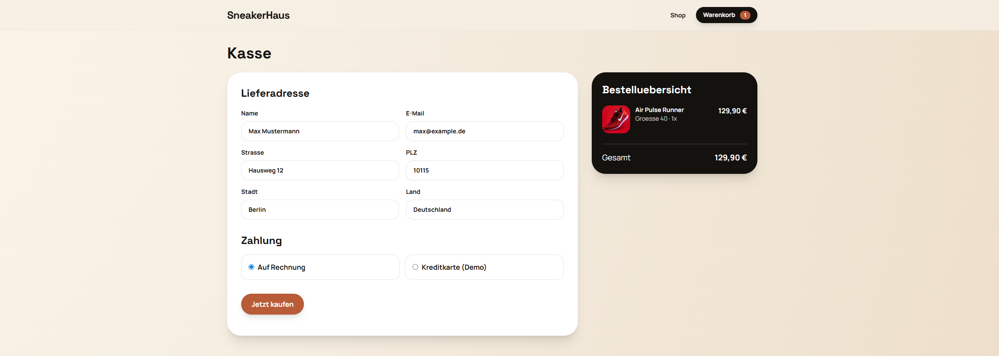 SneakerHaus
Shop
Warenkorb 1
Kasse
Lieferadresse
Name
Max Mustermann
E-Mail
max@example.de
Strasse
Hausweg 12
PLZ
10115
Stadt
Berlin
Land
Deutschland
Zahlung
Auf Rechnung
Kreditkarte (Demo)
Jetzt kaufen
Bestelluebersicht
Air Pulse Runner
129,90 €
Groesse 40 · 1x
Gesamt
129,90 €